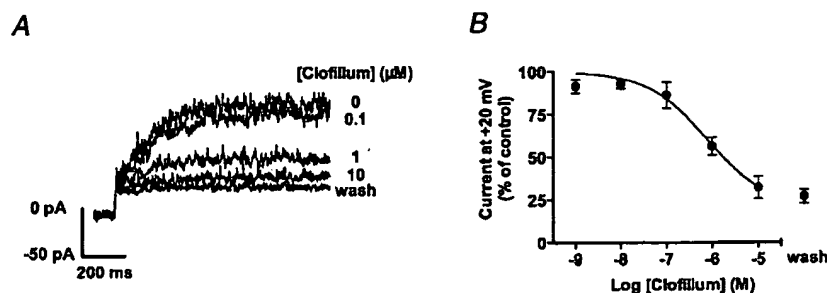 A
[Clofilium] (µM)
0
0.1
1
10
wash
0 pA
-50 pA
200 ms
B
Current at +20 mV
(% of control)
100
75
50
25
0
-9 -8 -7 -6 -5 wash
Log [Clofilium] (M)